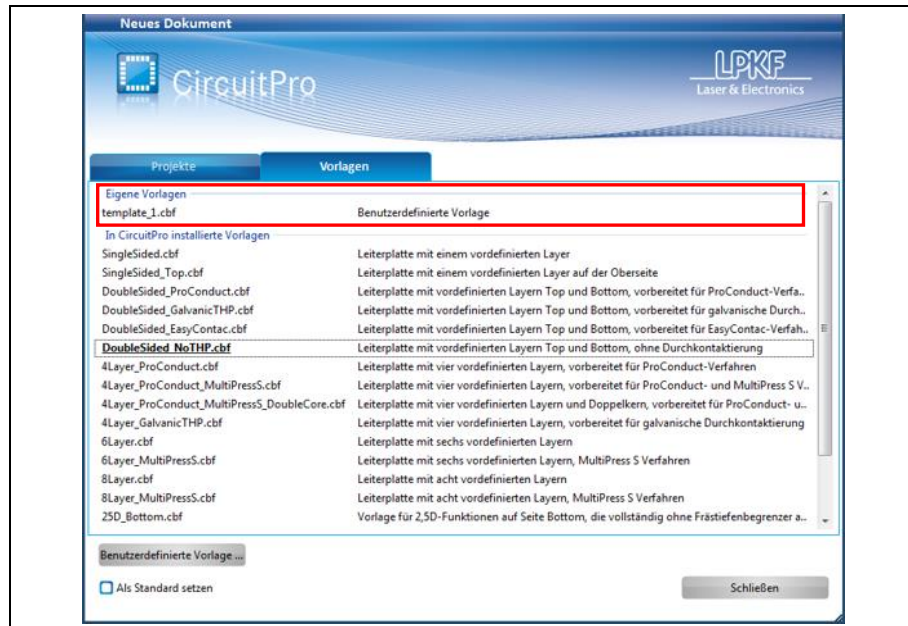 Neues Dokument
CircuitPro
LPKF
Laser & Electronics
Projekte Vorlagen
Eigene Vorlagen
template_1.cbf Benutzerdefinierte Vorlage
In CircuitPro installierte Vorlagen
SingleSided.cbf Leiterplatte mit einem vordefinierten Layer
SingleSided_Top.cbf Leiterplatte mit einem vordefinierten Layer auf der Oberseite
DoubleSided_ProConduct.cbf Leiterplatte mit vordefinierten Layern Top und Bottom, vorbereitet für ProConduct-Verfa..
DoubleSided_GalvanicTHP.cbf Leiterplatte mit vordefinierten Layern Top und Bottom, vorbereitet für galvanische Durch..
DoubleSided_EasyContac.cbf Leiterplatte mit vordefinierten Layern Top und Bottom, vorbereitet für EasyContac-Verfah..
DoubleSided_NoTHP.cbf Leiterplatte mit vordefinierten Layern Top und Bottom, ohne Durchkontaktierung
4Layer_ProConduct.cbf Leiterplatte mit vier vordefinierten Layern, vorbereitet für ProConduct-Verfahren
4Layer_ProConduct_MultiPressS.cbf Leiterplatte mit vier vordefinierten Layern, vorbereitet für ProConduct- und MultiPress S V..
4Layer_ProConduct_MultiPressS_DoubleCore.cbf Leiterplatte mit vier vordefinierten Layern und Doppelkern, vorbereitet für ProConduct- u..
4Layer_GalvanicTHP.cbf Leiterplatte mit vier vordefinierten Layern, vorbereitet für galvanische Durchkontaktierung
6Layer.cbf Leiterplatte mit sechs vordefinierten Layern
6Layer_MultiPressS.cbf Leiterplatte mit sechs vordefinierten Layern, MultiPress S Verfahren
8Layer.cbf Leiterplatte mit acht vordefinierten Layern
8Layer_MultiPressS.cbf Leiterplatte mit acht vordefinierten Layern, MultiPress S Verfahren
25D_Bottom.cbf Vorlage für 2,5D-Funktionen auf Seite Bottom, die vollständig ohne Frästiefenbegrenzer a..
Benutzerdefinierte Vorlage ...
Als Standard setzen Schließen